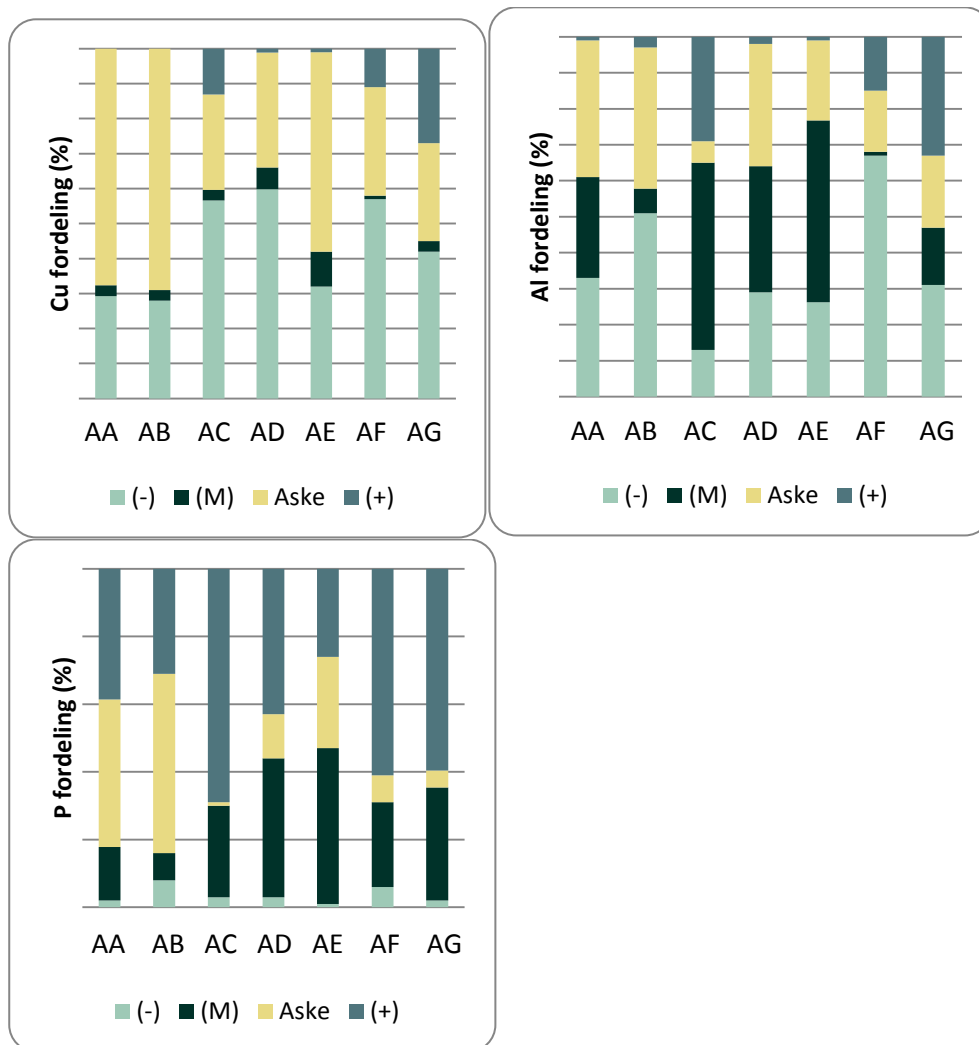 Cu fordeling (%)
AA AB AC AD AE AF AG
(-) (M) Aske (+)
Al fordeling (%)
AA AB AC AD AE AF AG
(-) (M) Aske (+)
P fordeling (%)
AA AB AC AD AE AF AG
(-) (M) Aske (+)